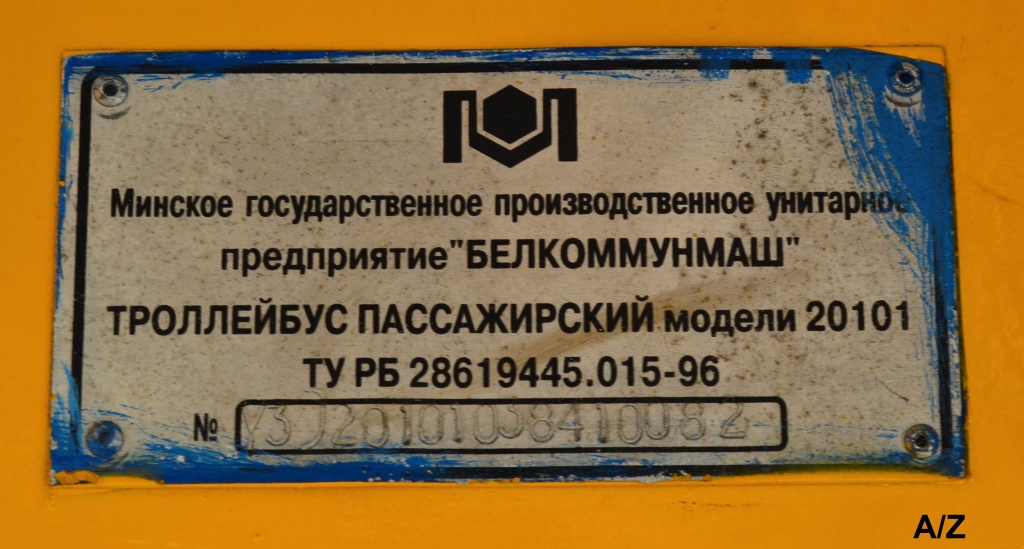 Минское государственное производственное унитарное
предприятие "БЕЛКОММУНМАШ"
ТРОЛЛЕЙБУС ПАССАЖИРСКИЙ модели 20101
ТУ РБ 28619445.015-96
№
A/Z